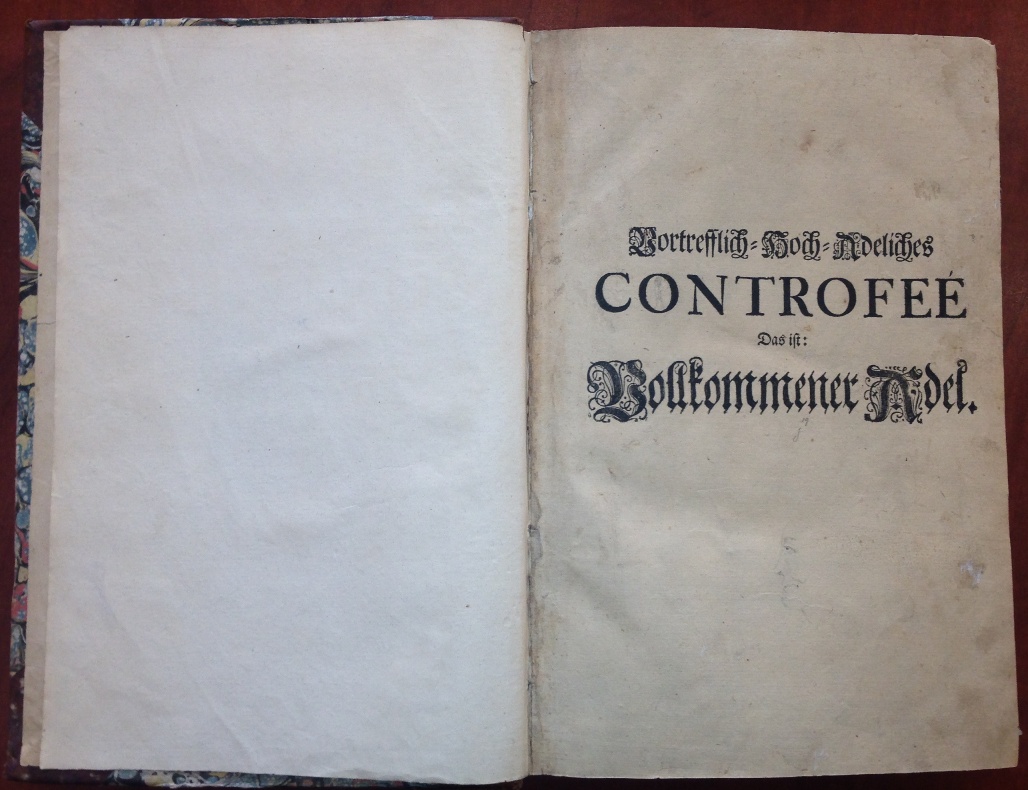 Vortrefflich-Hoch-Adeliches
CONTROFEÉ
Das ist:
Vollkommener Adel.